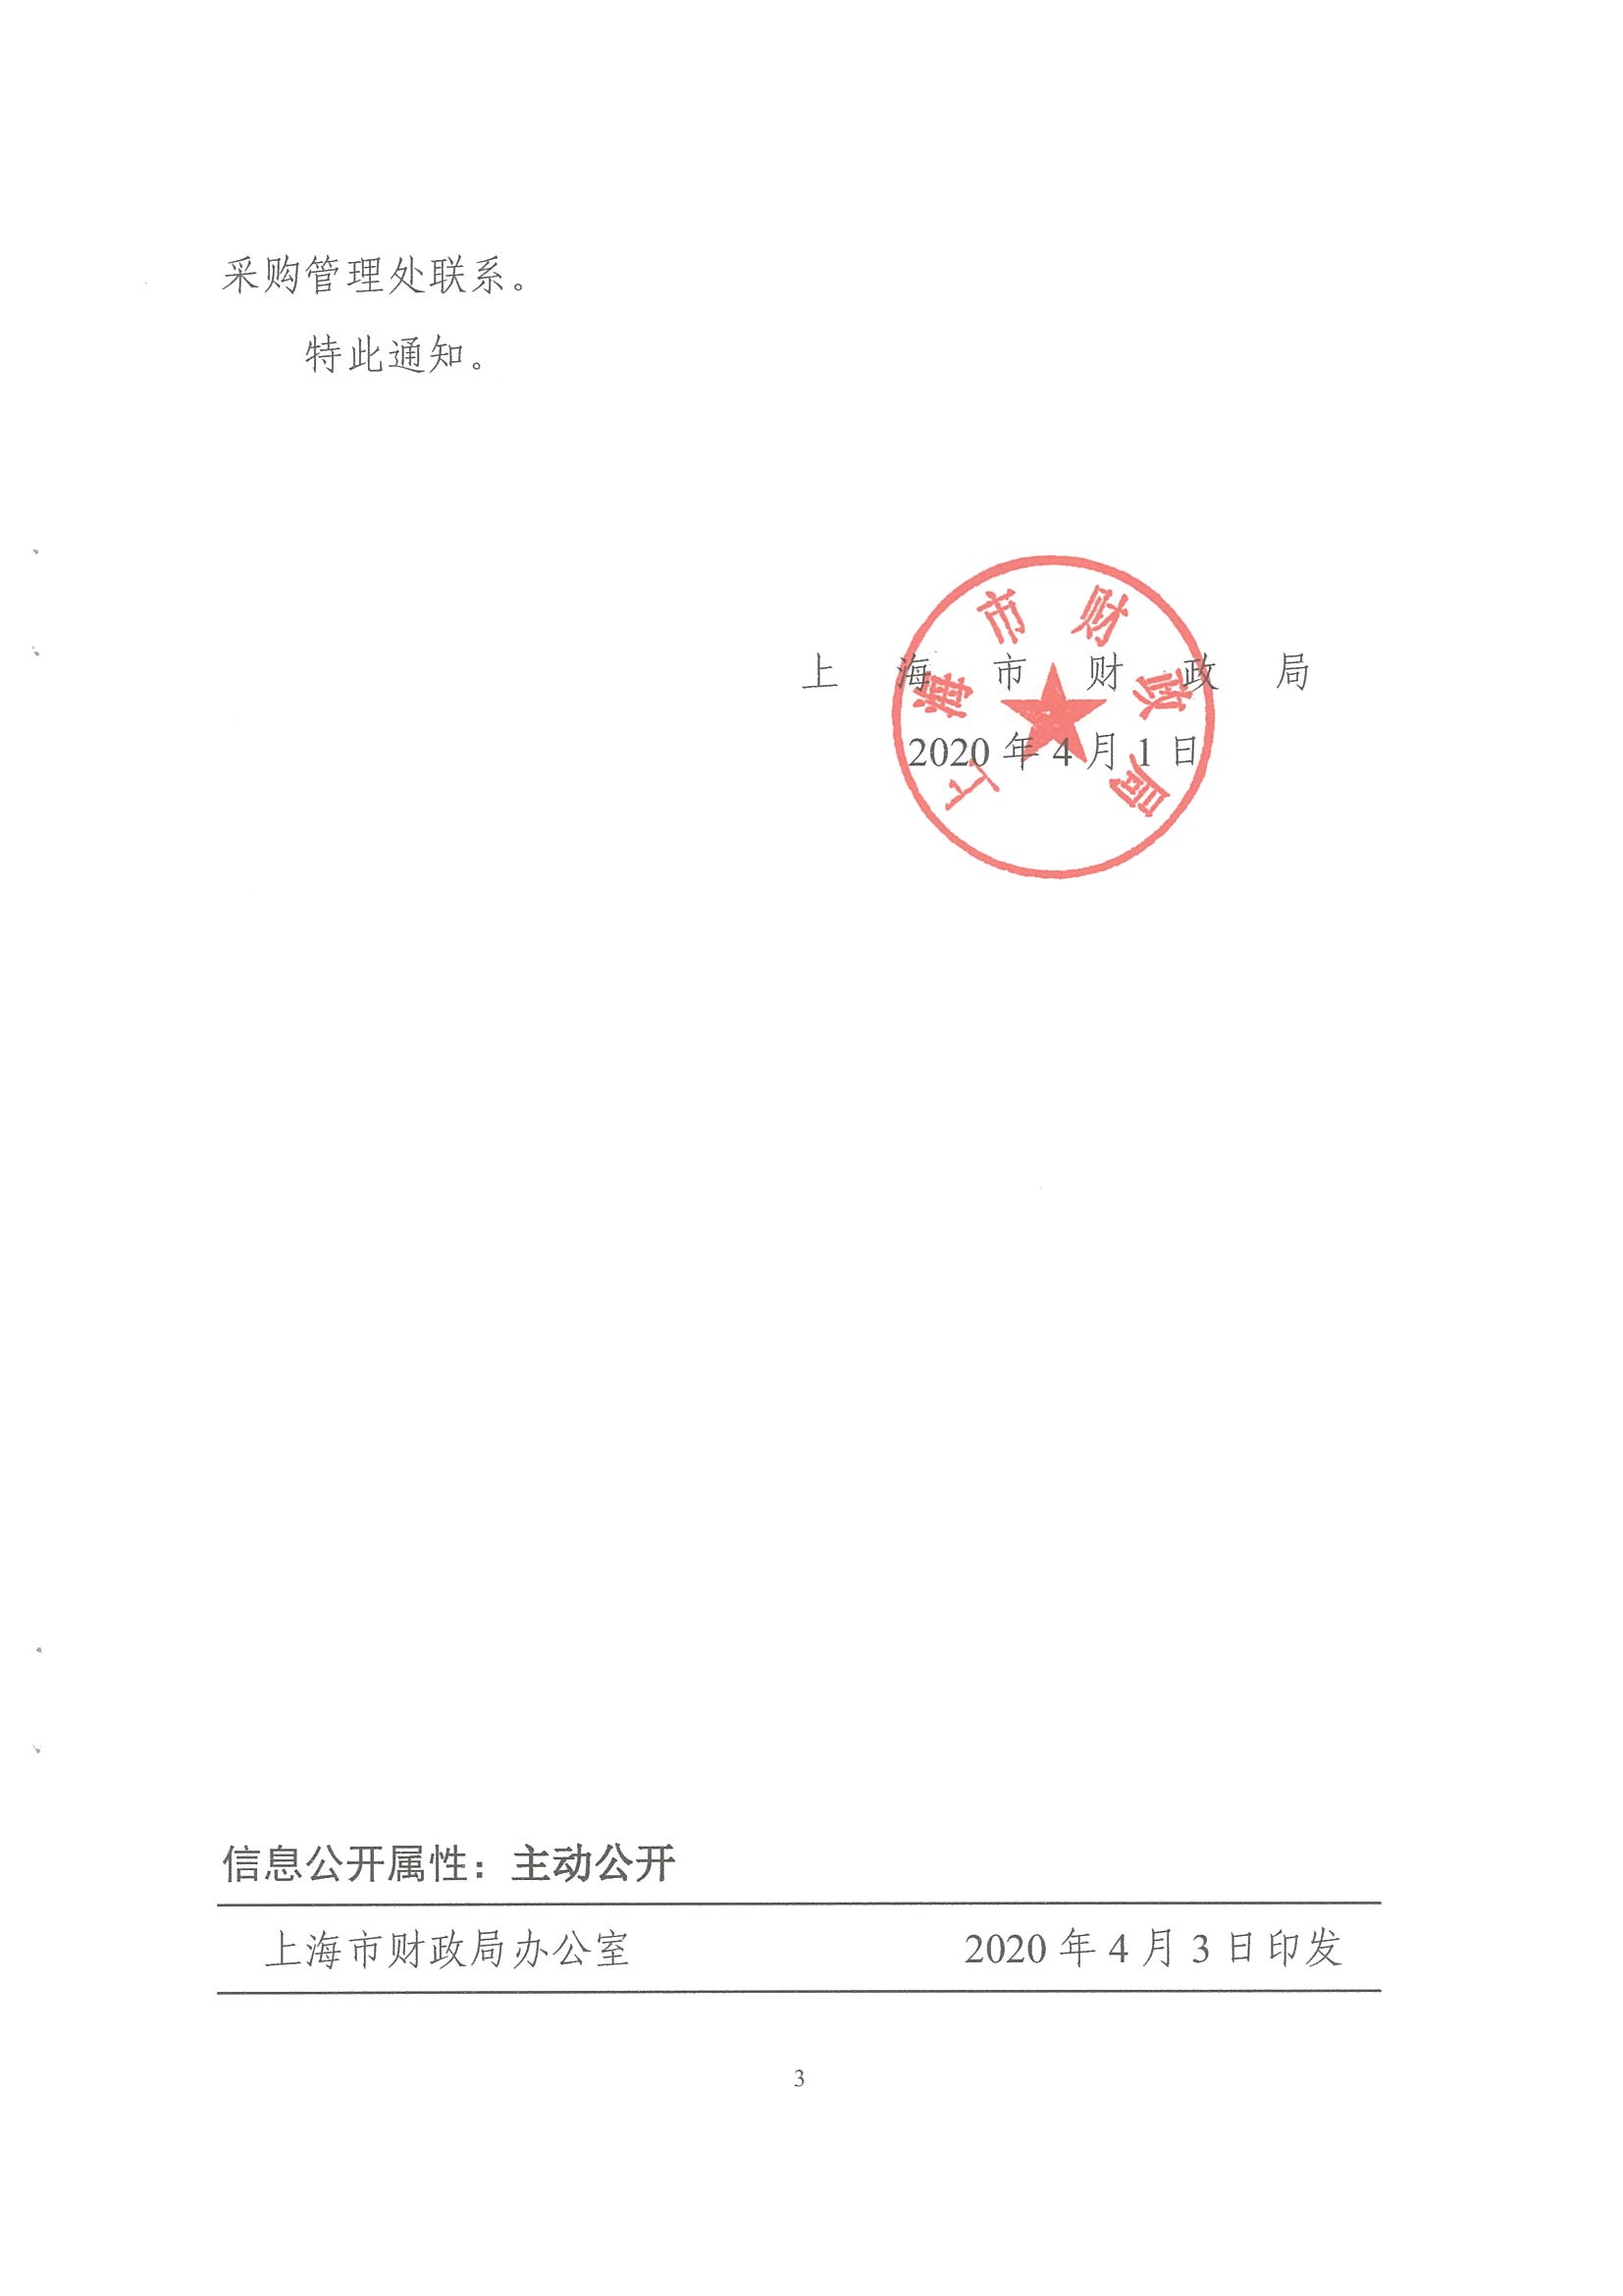 采购管理处联系。
特此通知。
上海市财政局
上海市财政局
2020年4月1日
信息公开属性：主动公开
上海市财政局办公室 2020年4月3日印发
3